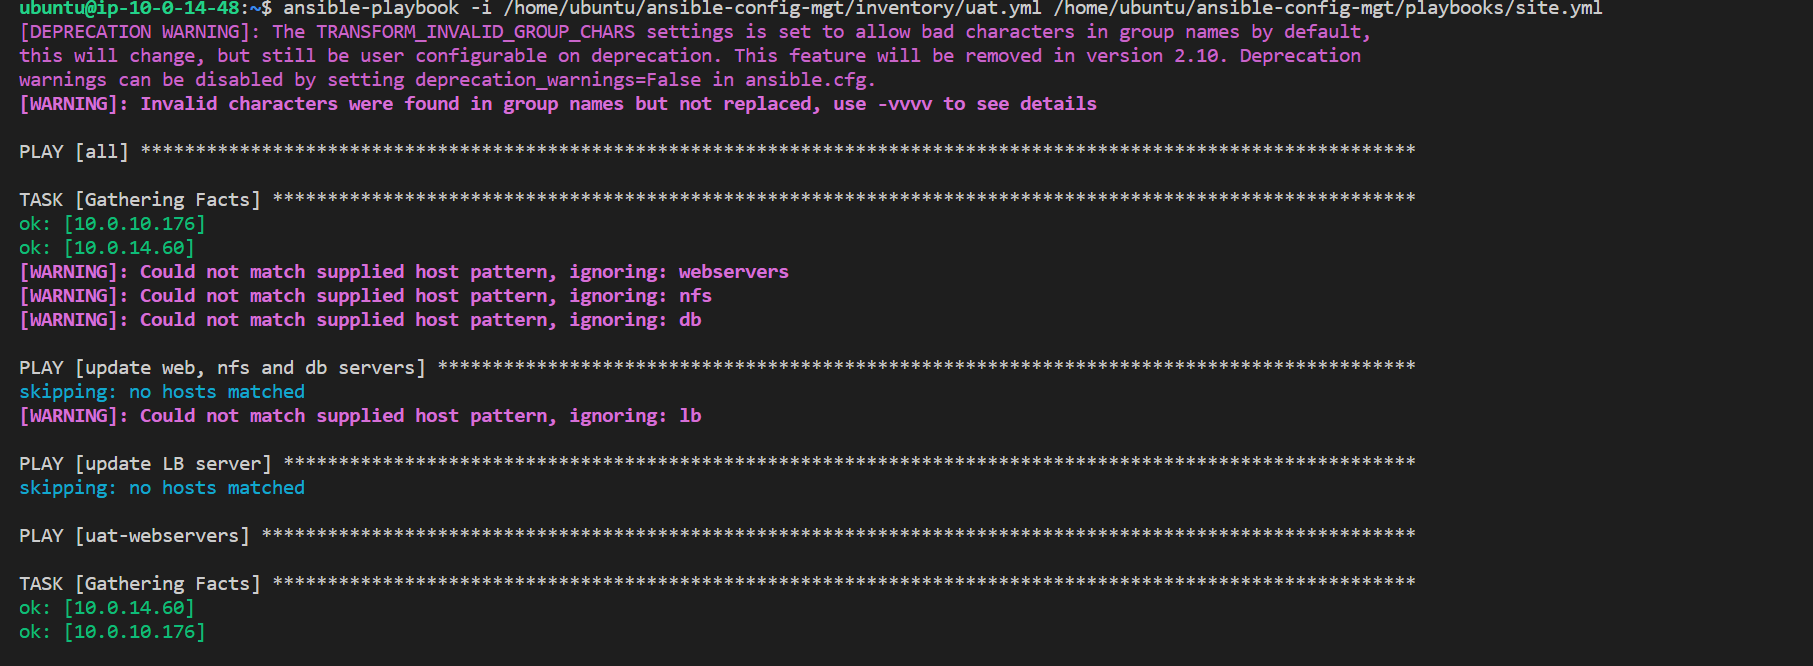 ubuntu@ip-10-0-14-48:~$ ansible-playbook -i /home/ubuntu/ansible-config-mgt/inventory/uat.yml /home/ubuntu/ansible-config-mgt/playbooks/site.yml
[DEPRECATION WARNING]: The TRANSFORM_INVALID_GROUP_CHARS settings is set to allow bad characters in group names by default,
this will change, but still be user configurable on deprecation. This feature will be removed in version 2.10. Deprecation
warnings can be disabled by setting deprecation_warnings=False in ansible.cfg.
[WARNING]: Invalid characters were found in group names but not replaced, use -vvvv to see details
PLAY [all] ********************************************************************************************************************
TASK [Gathering Facts] ********************************************************************************************************
ok: [10.0.10.176]
ok: [10.0.14.60]
[WARNING]: Could not match supplied host pattern, ignoring: webservers
[WARNING]: Could not match supplied host pattern, ignoring: nfs
[WARNING]: Could not match supplied host pattern, ignoring: db
PLAY [update web, nfs and db servers] *****************************************************************************************
skipping: no hosts matched
[WARNING]: Could not match supplied host pattern, ignoring: lb
PLAY [update LB server] *******************************************************************************************************
skipping: no hosts matched
PLAY [uat-webservers] *********************************************************************************************************
TASK [Gathering Facts] ********************************************************************************************************
ok: [10.0.14.60]
ok: [10.0.10.176]